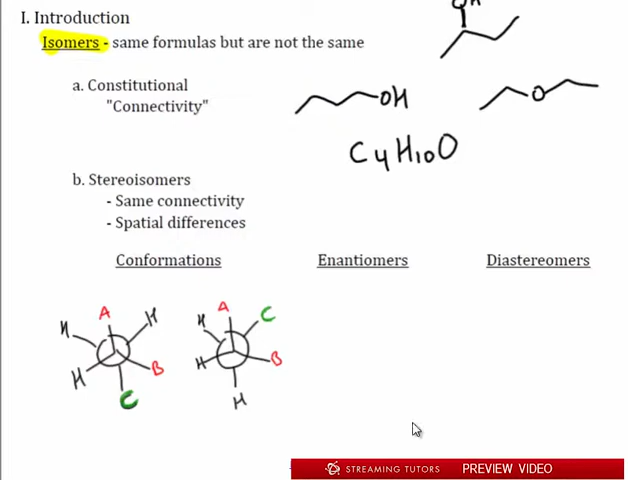 I. Introduction
OH
Isomers - same formulas but are not the same
a. Constitutional
"Connectivity"
OH
O
C4H10O
b. Stereoisomers
- Same connectivity
- Spatial differences
Conformations Enantiomers Diastereomers
A H
H
H B
C
A C
H
H B
H
STREAMING TUTORS PREVIEW VIDEO